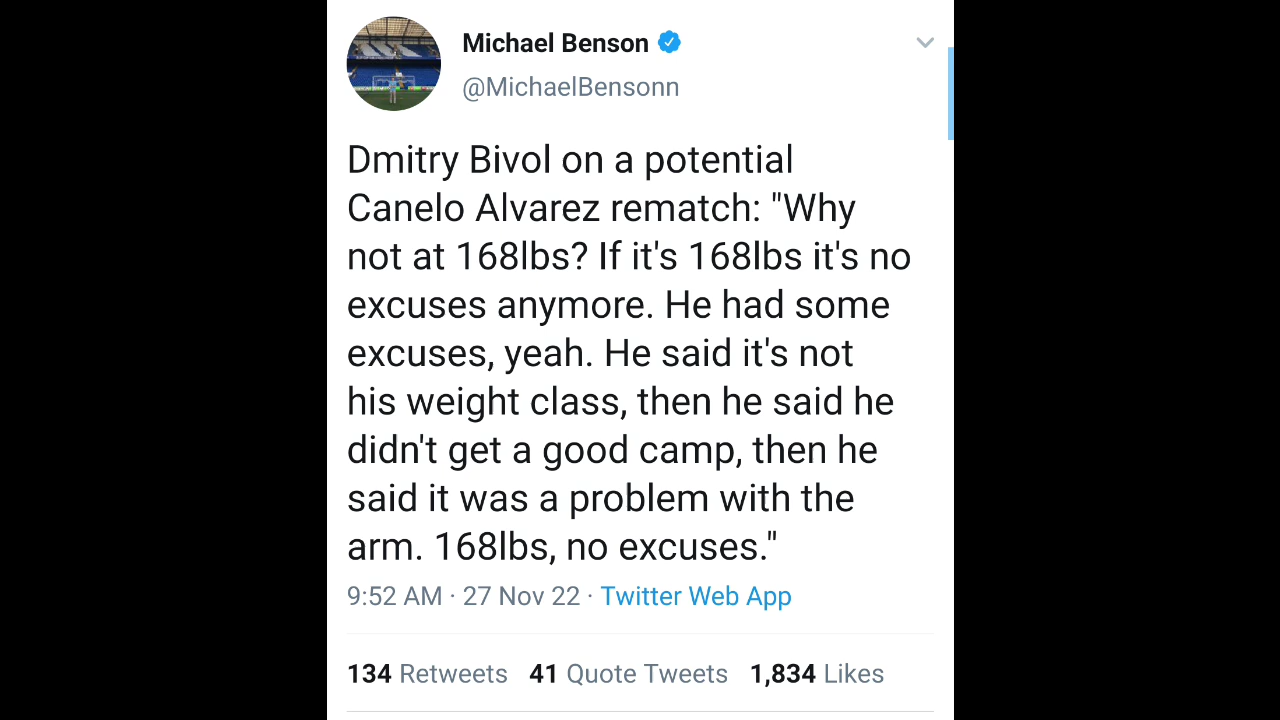 Michael Benson
@MichaelBensonn
Dmitry Bivol on a potential
Canelo Alvarez rematch: "Why
not at 168lbs? If it's 168lbs it's no
excuses anymore. He had some
excuses, yeah. He said it's not
his weight class, then he said he
didn't get a good camp, then he
said it was a problem with the
arm. 168lbs, no excuses."
9:52 AM · 27 Nov 22 · Twitter Web App
134 Retweets 41 Quote Tweets 1,834 Likes